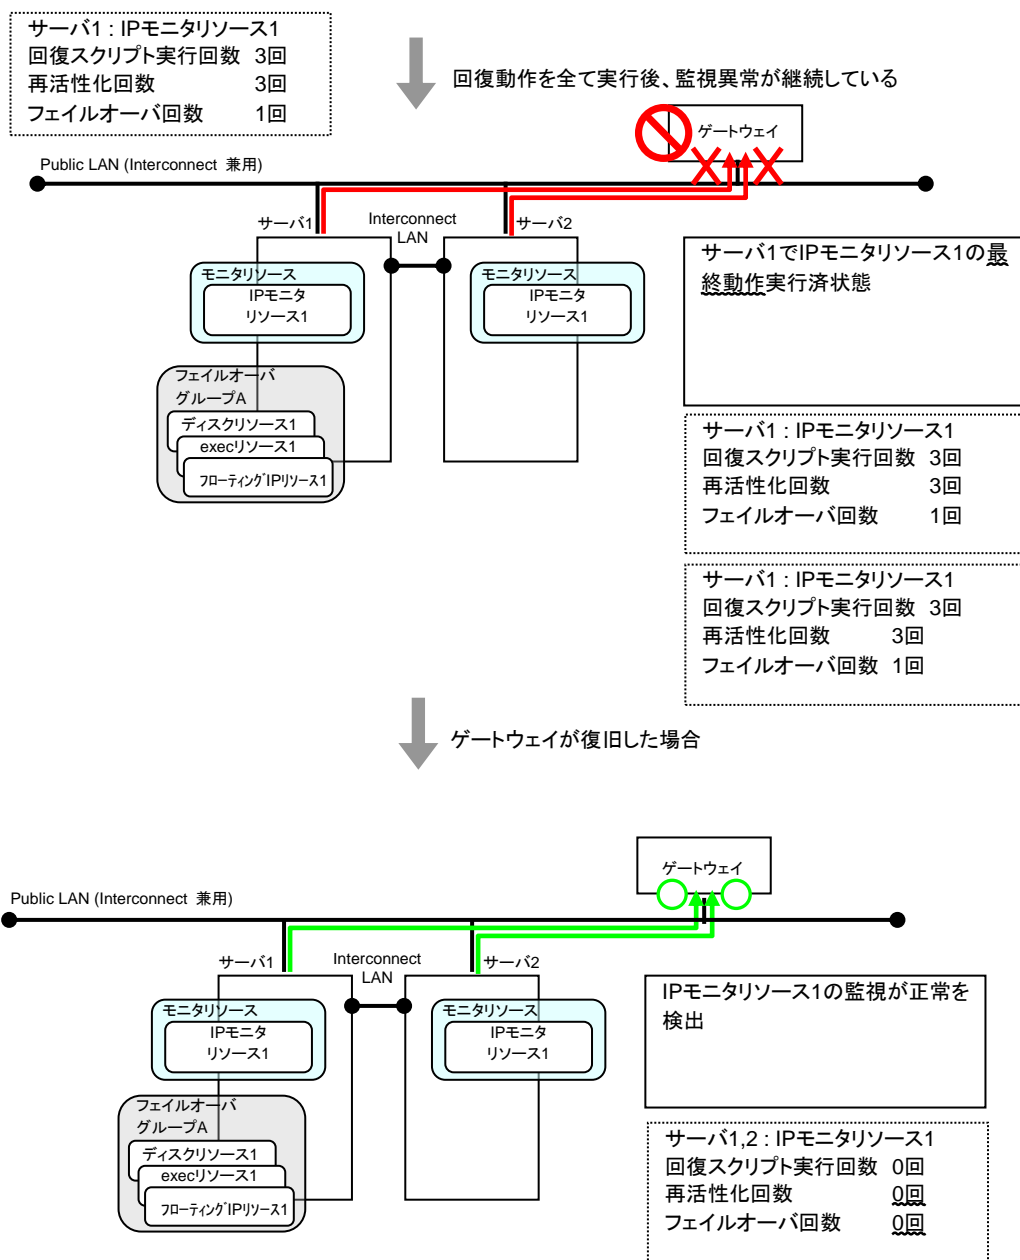 サーバ1 : IPモニタリソース1
回復スクリプト実行回数 3回
再活性化回数 3回
フェイルオーバ回数 1回
回復動作を全て実行後、監視異常が継続している
ゲートウェイ
Public LAN (Interconnect 兼用)
サーバ1
Interconnect
LAN
サーバ2
モニタリソース
IPモニタ
リソース1
モニタリソース
IPモニタ
リソース1
フェイルオーバ
グループA
ディスクリソース1
execリソース1
フローティングIPリソース1
サーバ1でIPモニタリソース1の最
終動作実行済状態
サーバ1 : IPモニタリソース1
回復スクリプト実行回数 3回
再活性化回数 3回
フェイルオーバ回数 1回
サーバ1 : IPモニタリソース1
回復スクリプト実行回数 3回
再活性化回数 3回
フェイルオーバ回数 1回
ゲートウェイが復旧した場合
ゲートウェイ
Public LAN (Interconnect 兼用)
サーバ1
Interconnect
LAN
サーバ2
モニタリソース
IPモニタ
リソース1
モニタリソース
IPモニタ
リソース1
フェイルオーバ
グループA
ディスクリソース1
execリソース1
フローティングIPリソース1
IPモニタリソース1の監視が正常を
検出
サーバ1,2 : IPモニタリソース1
回復スクリプト実行回数 0回
再活性化回数 0回
フェイルオーバ回数 0回